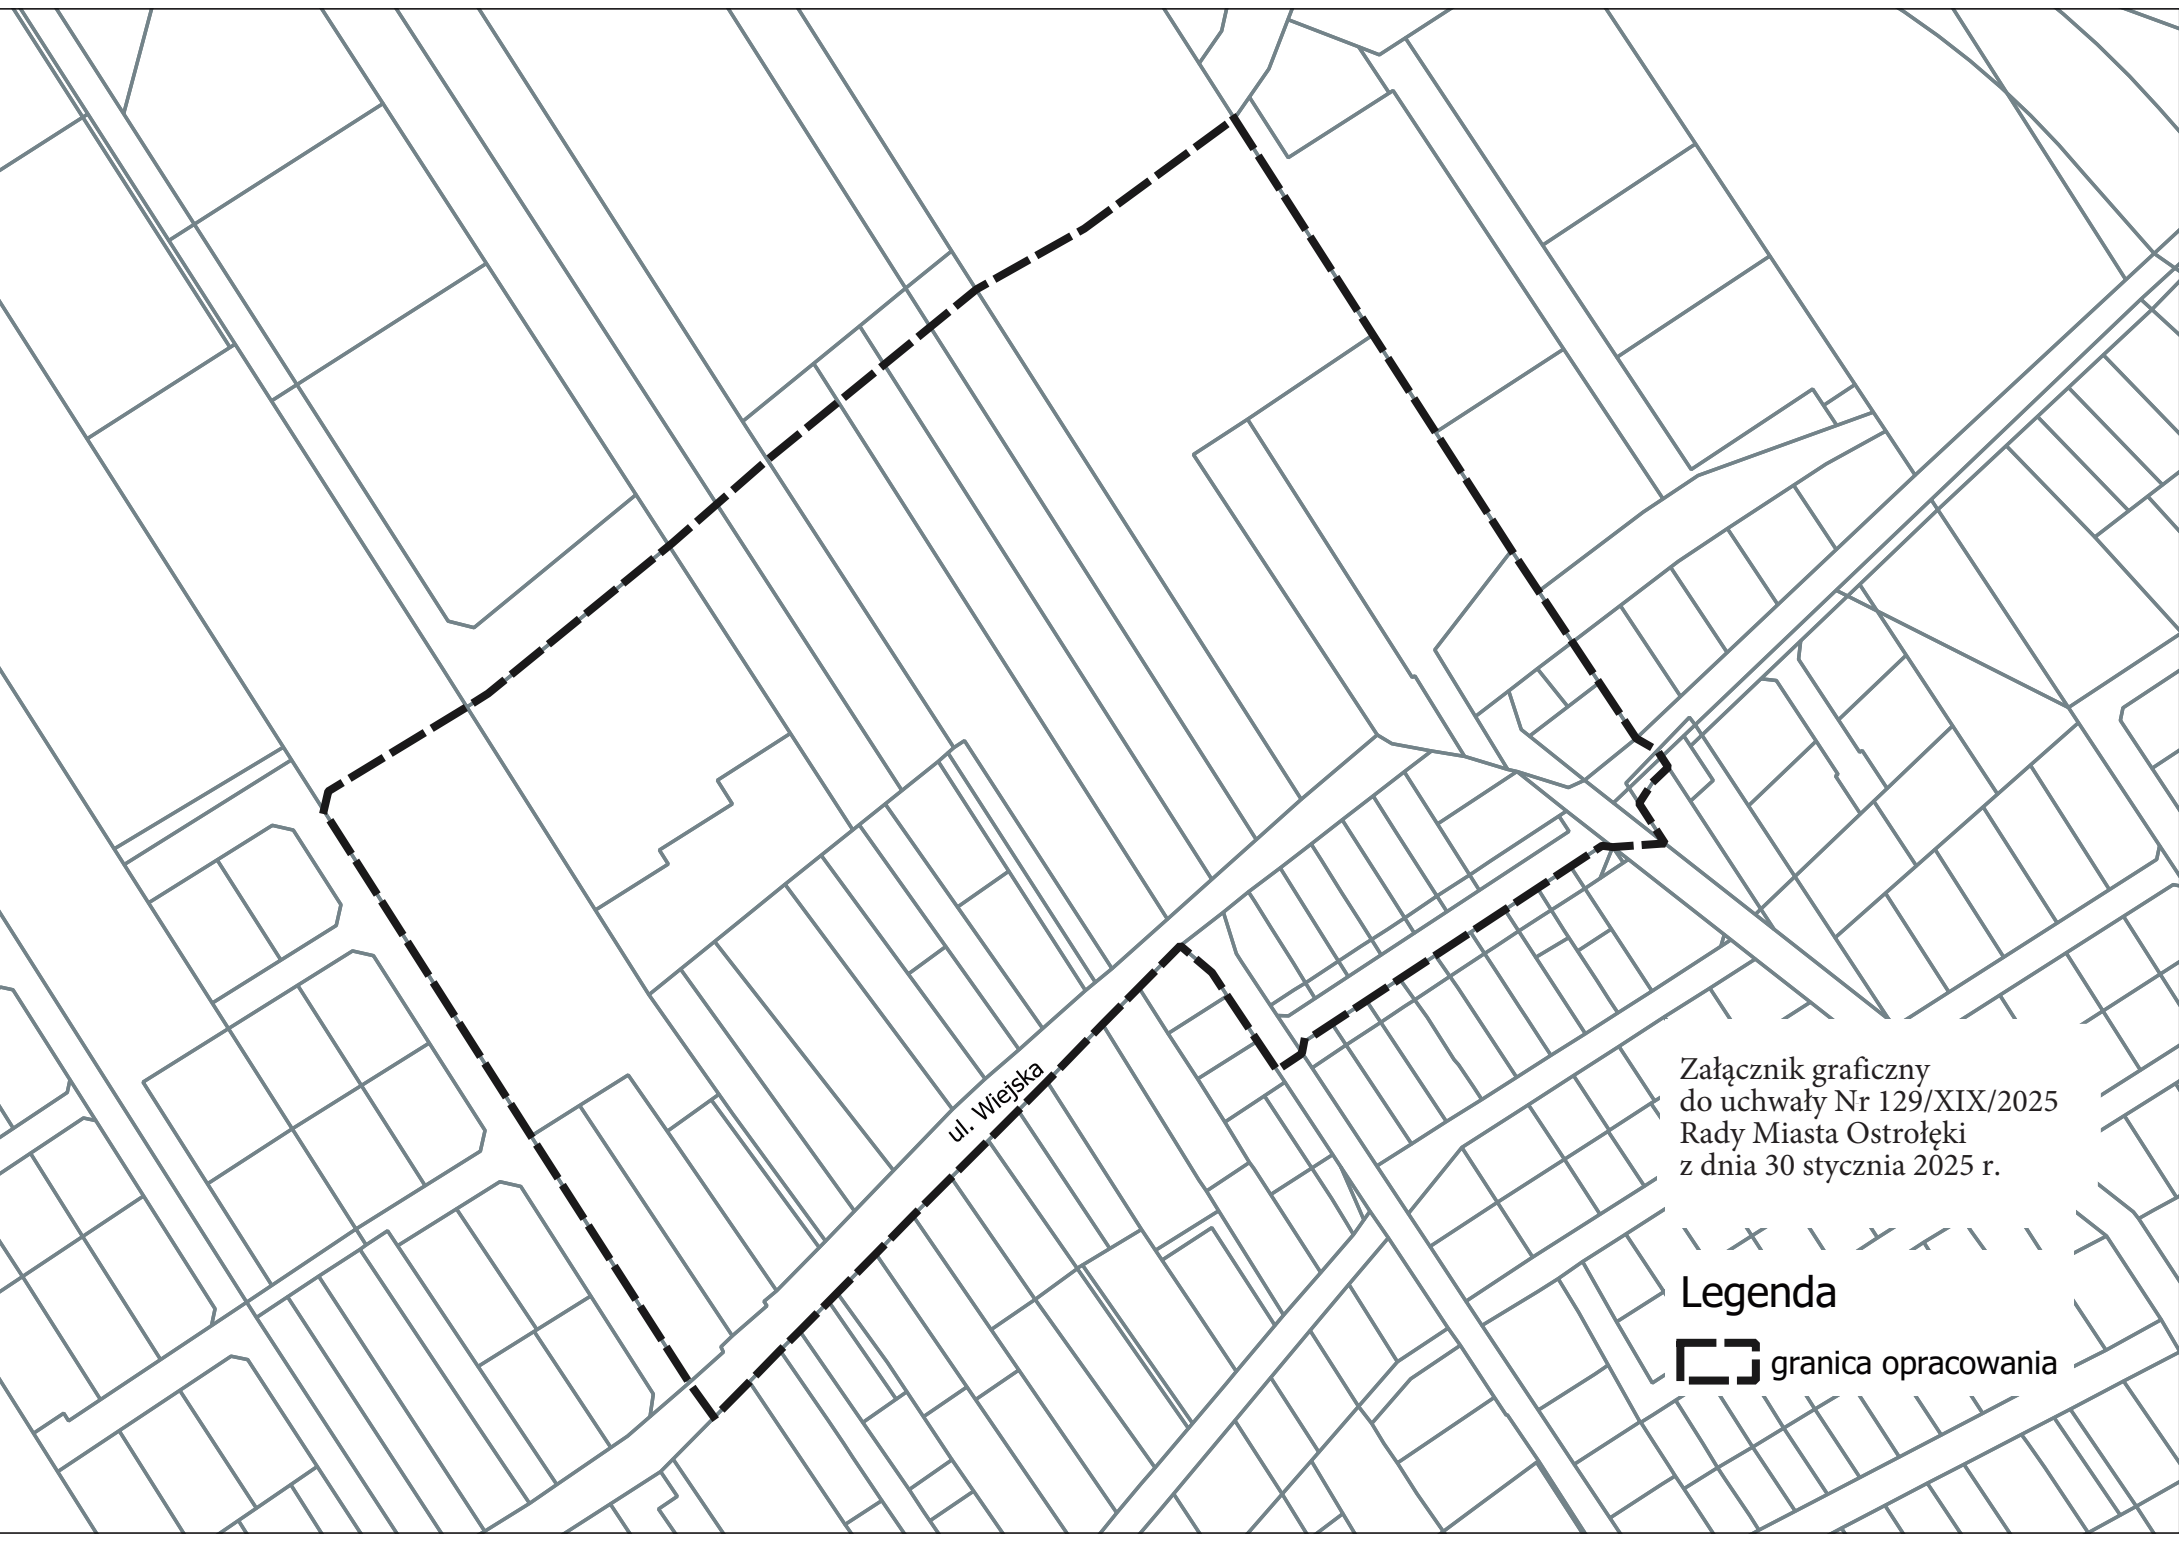 ul. Wiejska
Załącznik graficzny
do uchwały Nr 129/XIX/2025
Rady Miasta Ostrołęki
z dnia 30 stycznia 2025 r.
Legenda
granica opracowania